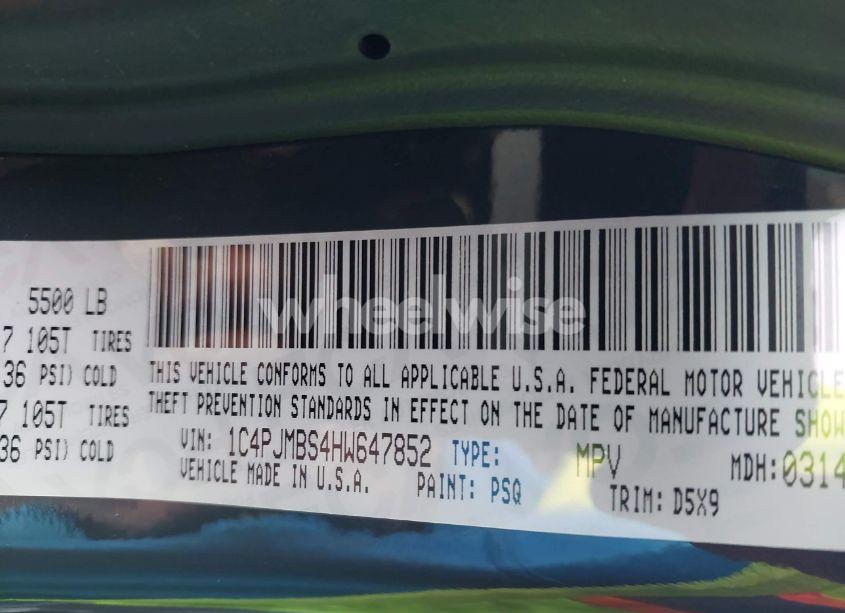 wheelwise
5500 LB
7 105T TIRES
36 PSI) COLD
7 105T TIRES
36 PSI) COLD
THIS VEHICLE CONFORMS TO ALL APPLICABLE U.S.A. FEDERAL MOTOR VEHICLE
THEFT PREVENTION STANDARDS IN EFFECT ON THE DATE OF MANUFACTURE SHOW
VIN: 1C4PJMBS4HW647852 TYPE: MPV MDH: 0314
VEHICLE MADE IN U.S.A. PAINT: PSQ TRIM: D5X9